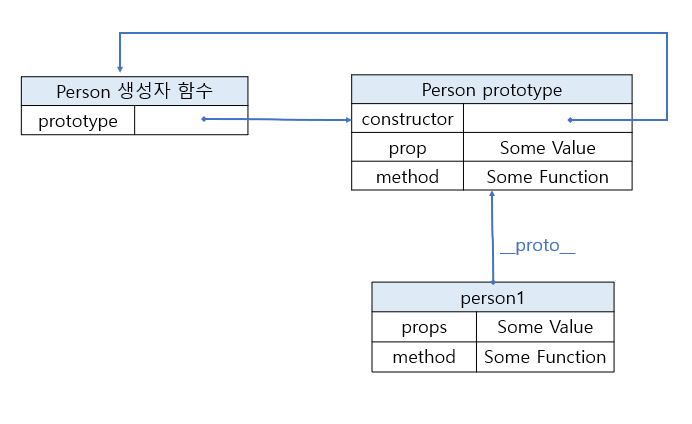 Person 생성자 함수
prototype
Person prototype
constructor
prop Some Value
method Some Function
__proto__
person1
props Some Value
method Some Function